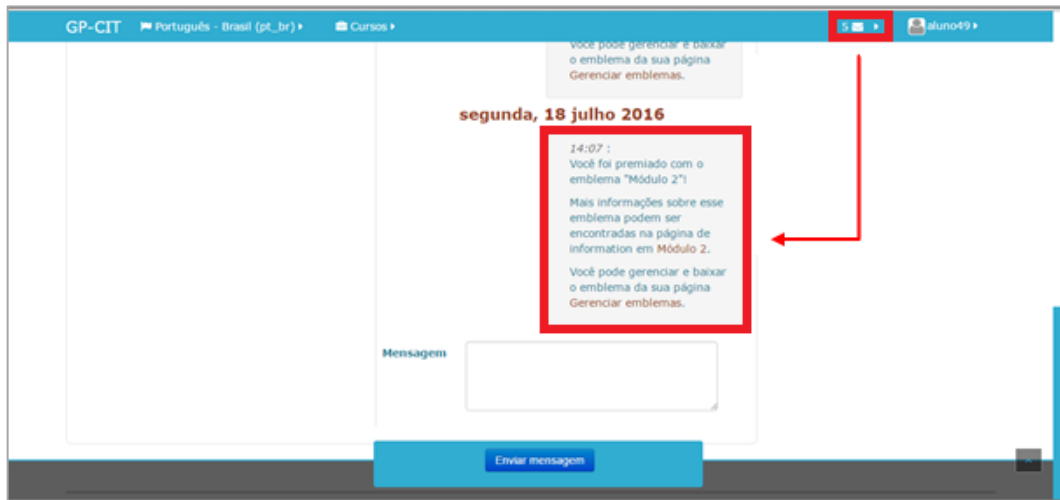 GP-CIT Português - Brasil (pt_br) Cursos 5 aluno49
você pode gerenciar e baixar
o emblema da sua página
Gerenciar emblemas.
segunda, 18 julho 2016
14:07 :
Você foi premiado com o
emblema "Módulo 2"!
Mais informações sobre esse
emblema podem ser
encontradas na página de
information em Módulo 2.
Você pode gerenciar e baixar
o emblema da sua página
Gerenciar emblemas.
Mensagem
Enviar mensagem